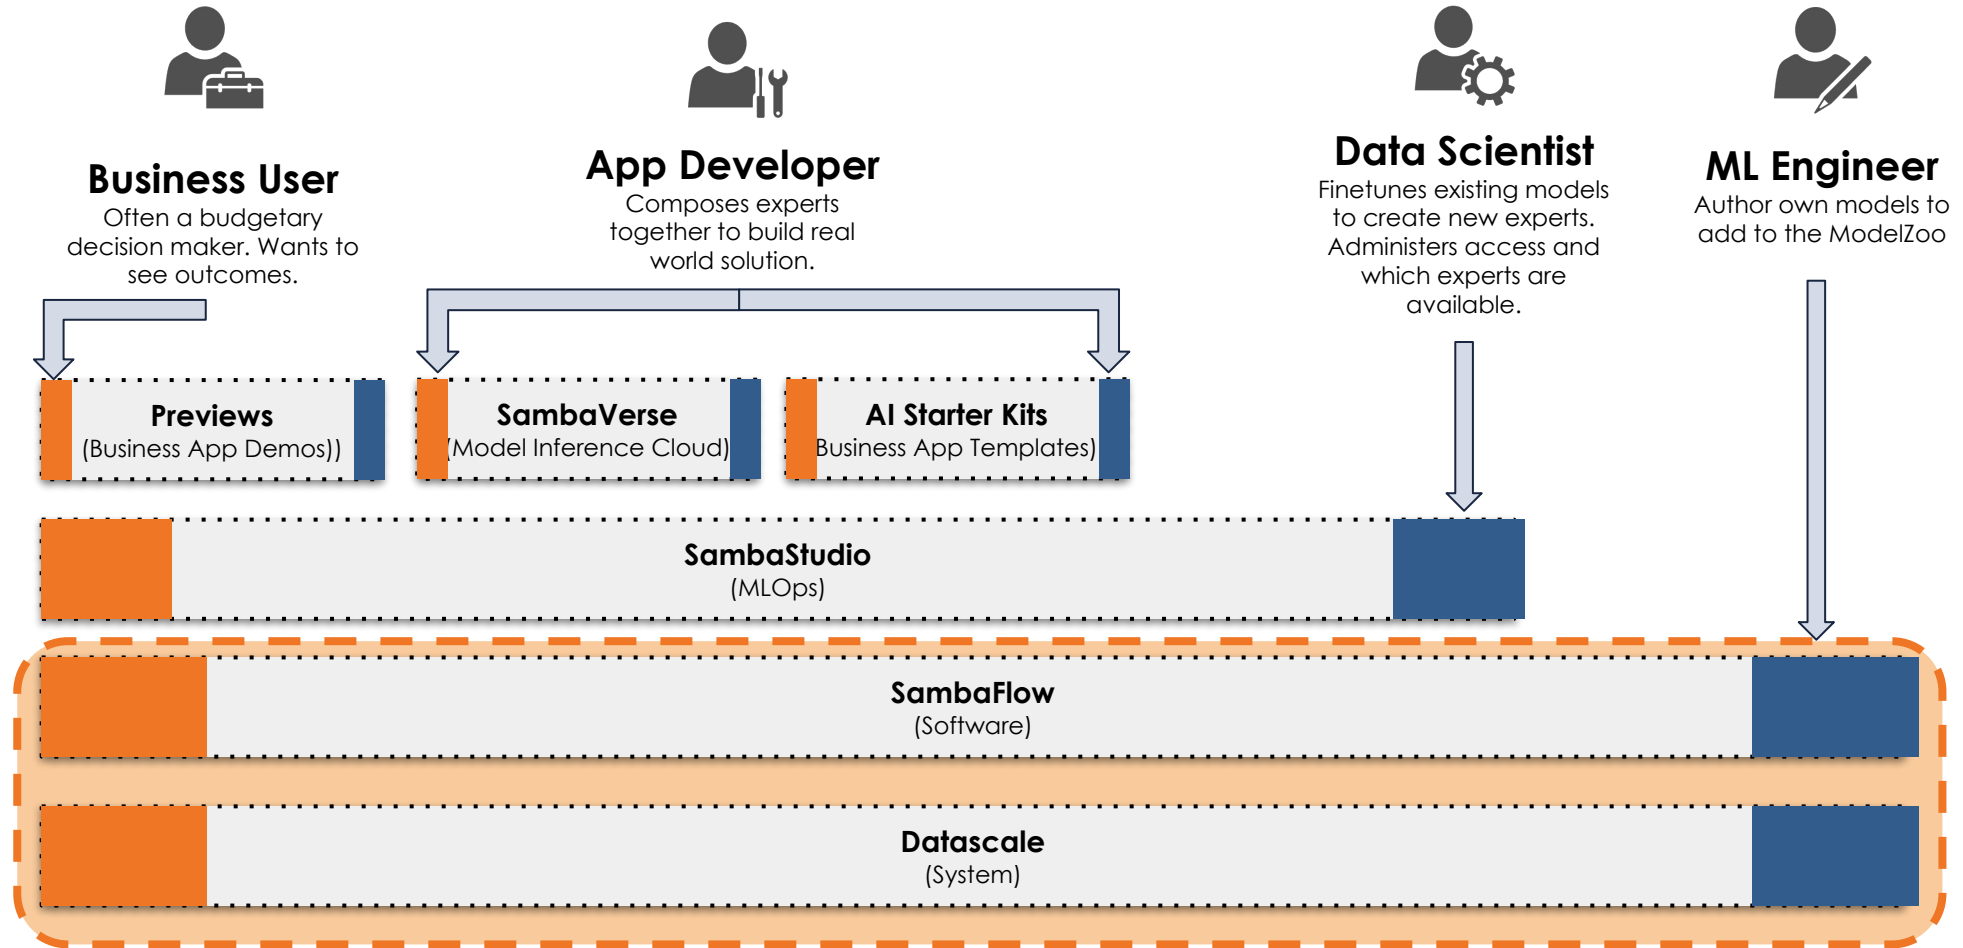 Business User
Often a budgetary
decision maker. Wants to
see outcomes.
App Developer
Composes experts
together to build real
world solution.
Data Scientist
Finetunes existing models
to create new experts.
Administers access and
which experts are
available.
ML Engineer
Author own models to
add to the ModelZoo
Previews
(Business App Demos))
SambaVerse
(Model Inference Cloud)
AI Starter Kits
Business App Templates)
SambaStudio
(MLOps)
SambaFlow
(Software)
Datascale
(System)